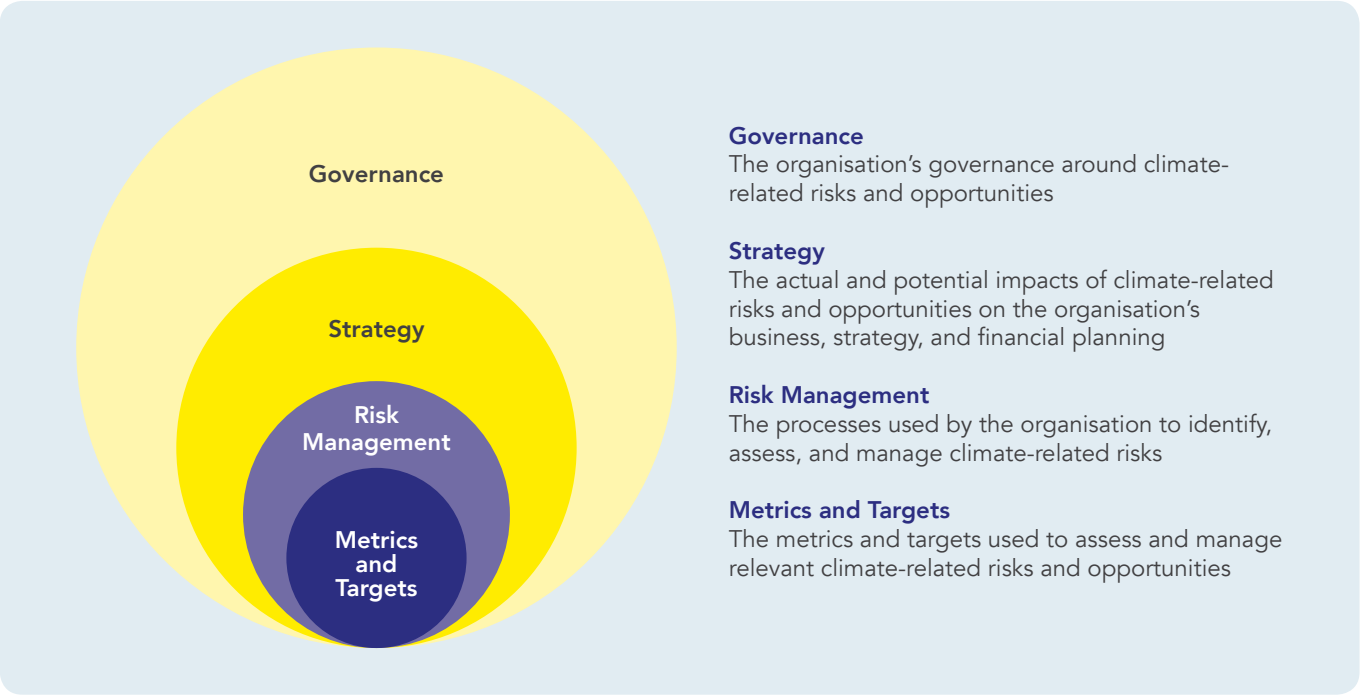 Governance
Strategy
Risk
Management
Metrics
and
Targets
Governance
The organisation’s governance around climate-
related risks and opportunities
Strategy
The actual and potential impacts of climate-related
risks and opportunities on the organisation’s
business, strategy, and financial planning
Risk Management
The processes used by the organisation to identify,
assess, and manage climate-related risks
Metrics and Targets
The metrics and targets used to assess and manage
relevant climate-related risks and opportunities